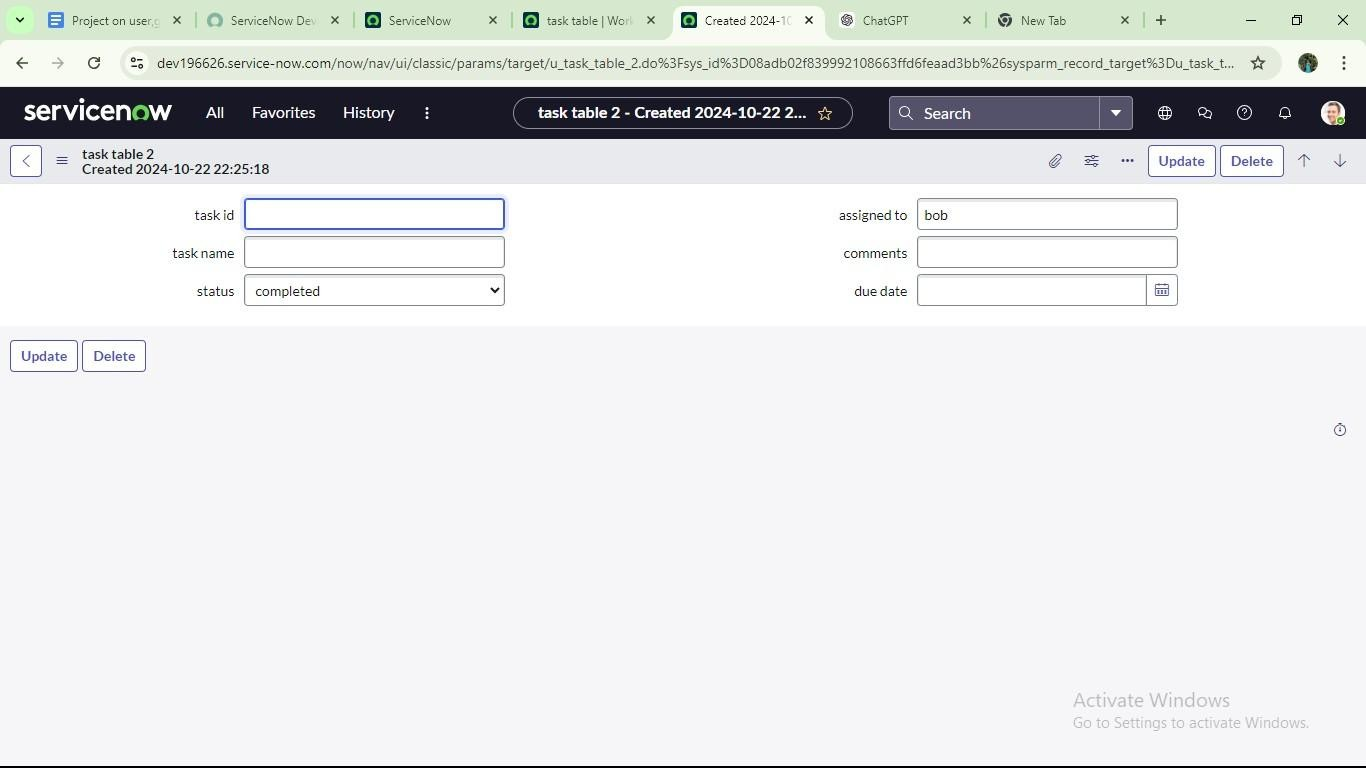 Project on user,g
ServiceNow Dev
ServiceNow
task table | Work
Created 2024-10
ChatGPT
New Tab
dev196626.service-now.com/now/nav/ui/classic/params/target/u_task_table_2.do%3Fsys_id%3D08adb02f839992108663ffd6feaad3bb%26sysparm_record_target%3Du_task_t...
servicenow
All
Favorites
History
task table 2 - Created 2024-10-22 2...
Search
task table 2
Created 2024-10-22 22:25:18
Update
Delete
task id
assigned to
bob
task name
comments
status
completed
due date
Update
Delete
Activate Windows
Go to Settings to activate Windows.